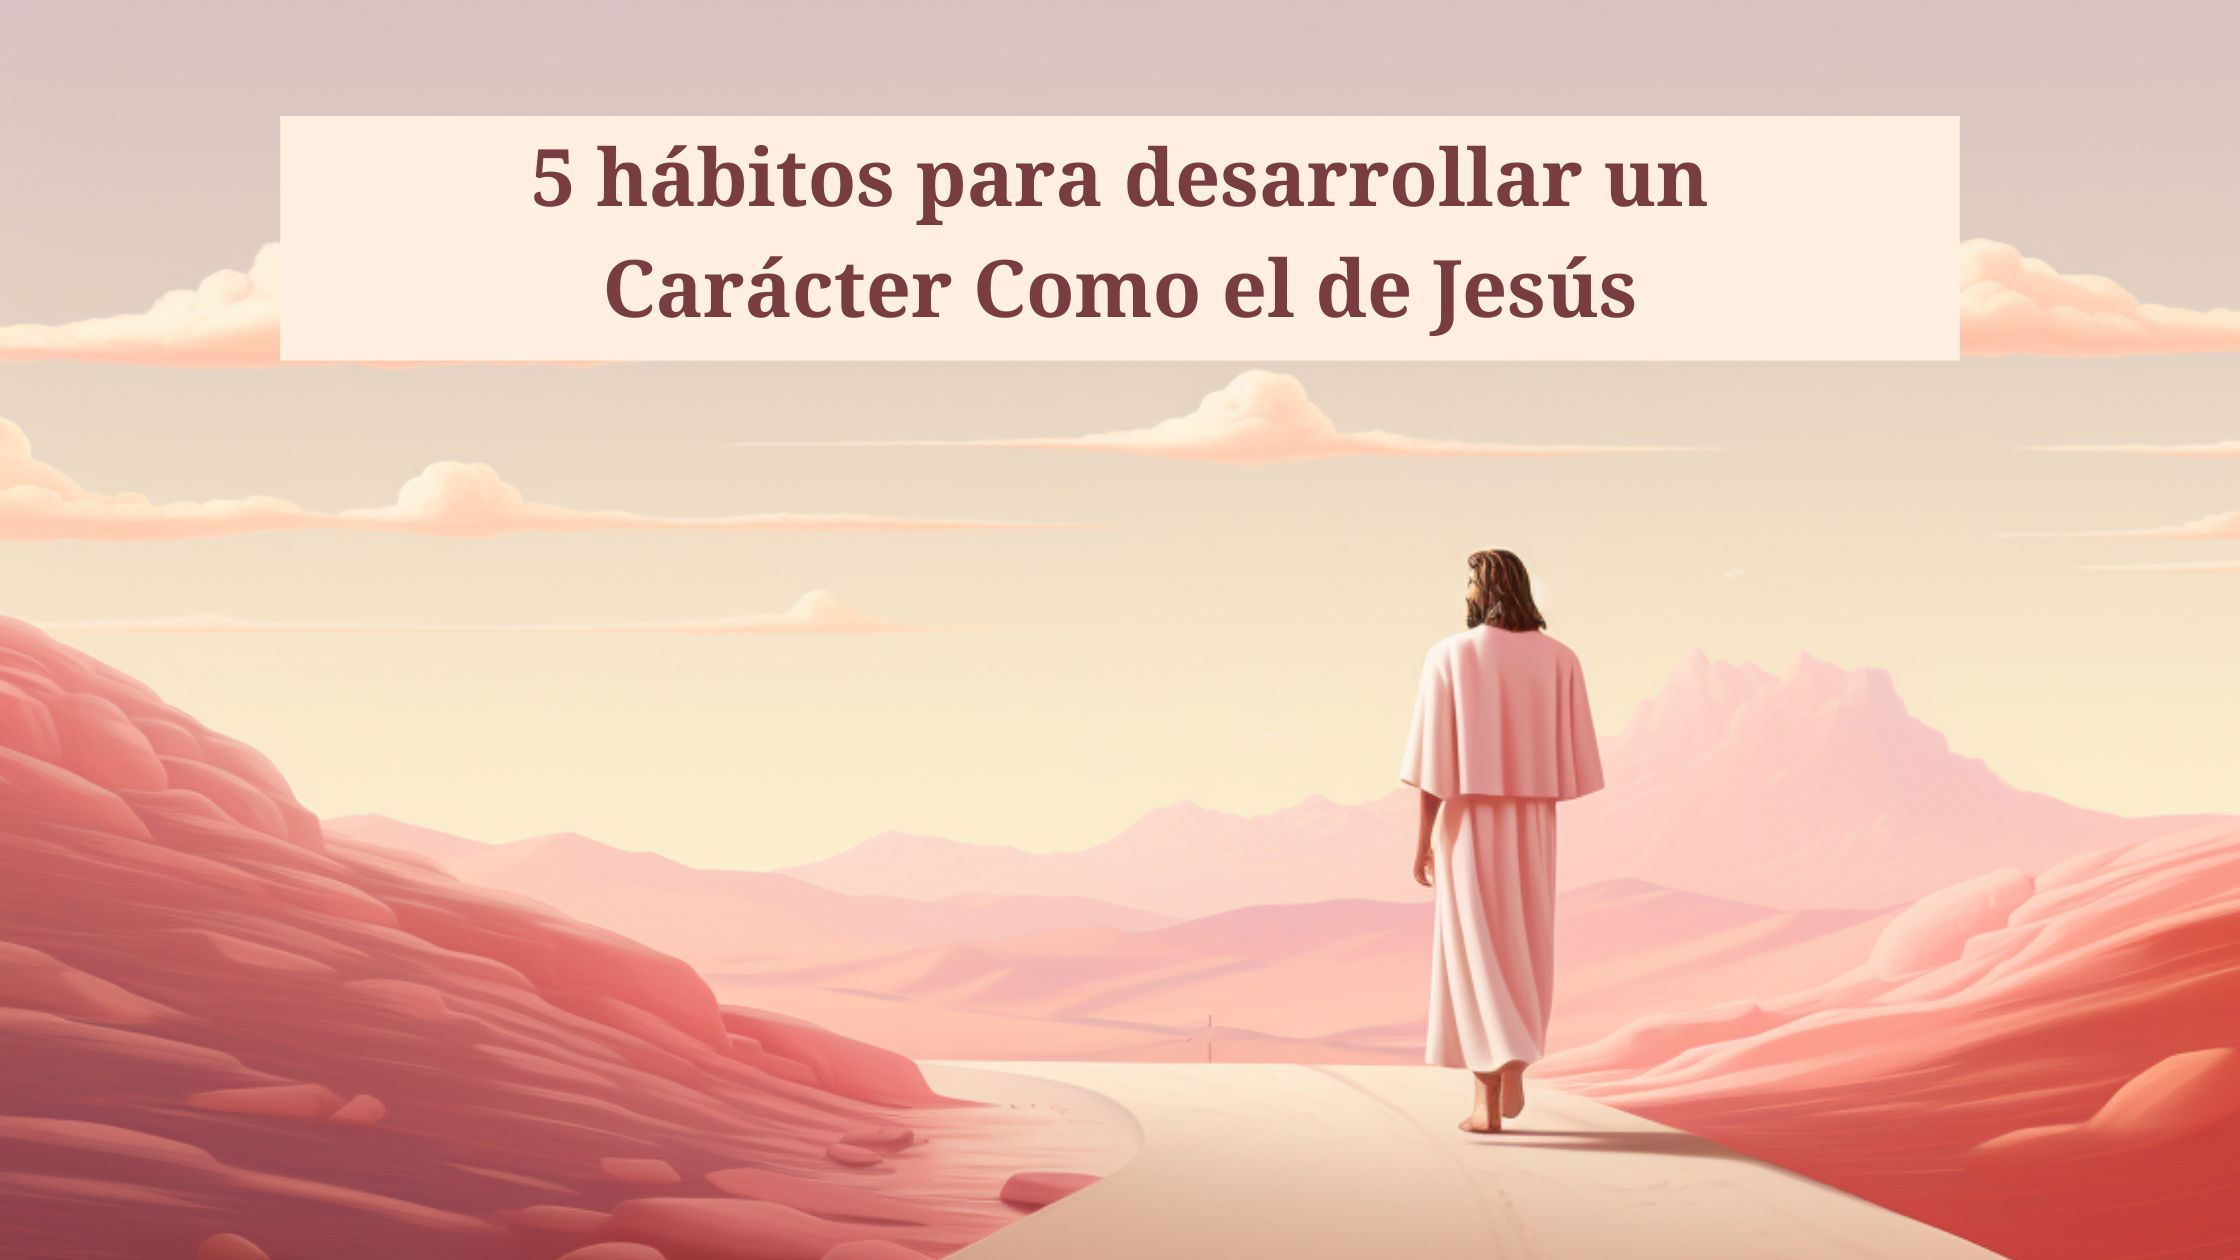 5 hábitos para desarrollar un
Carácter Como el de Jesús